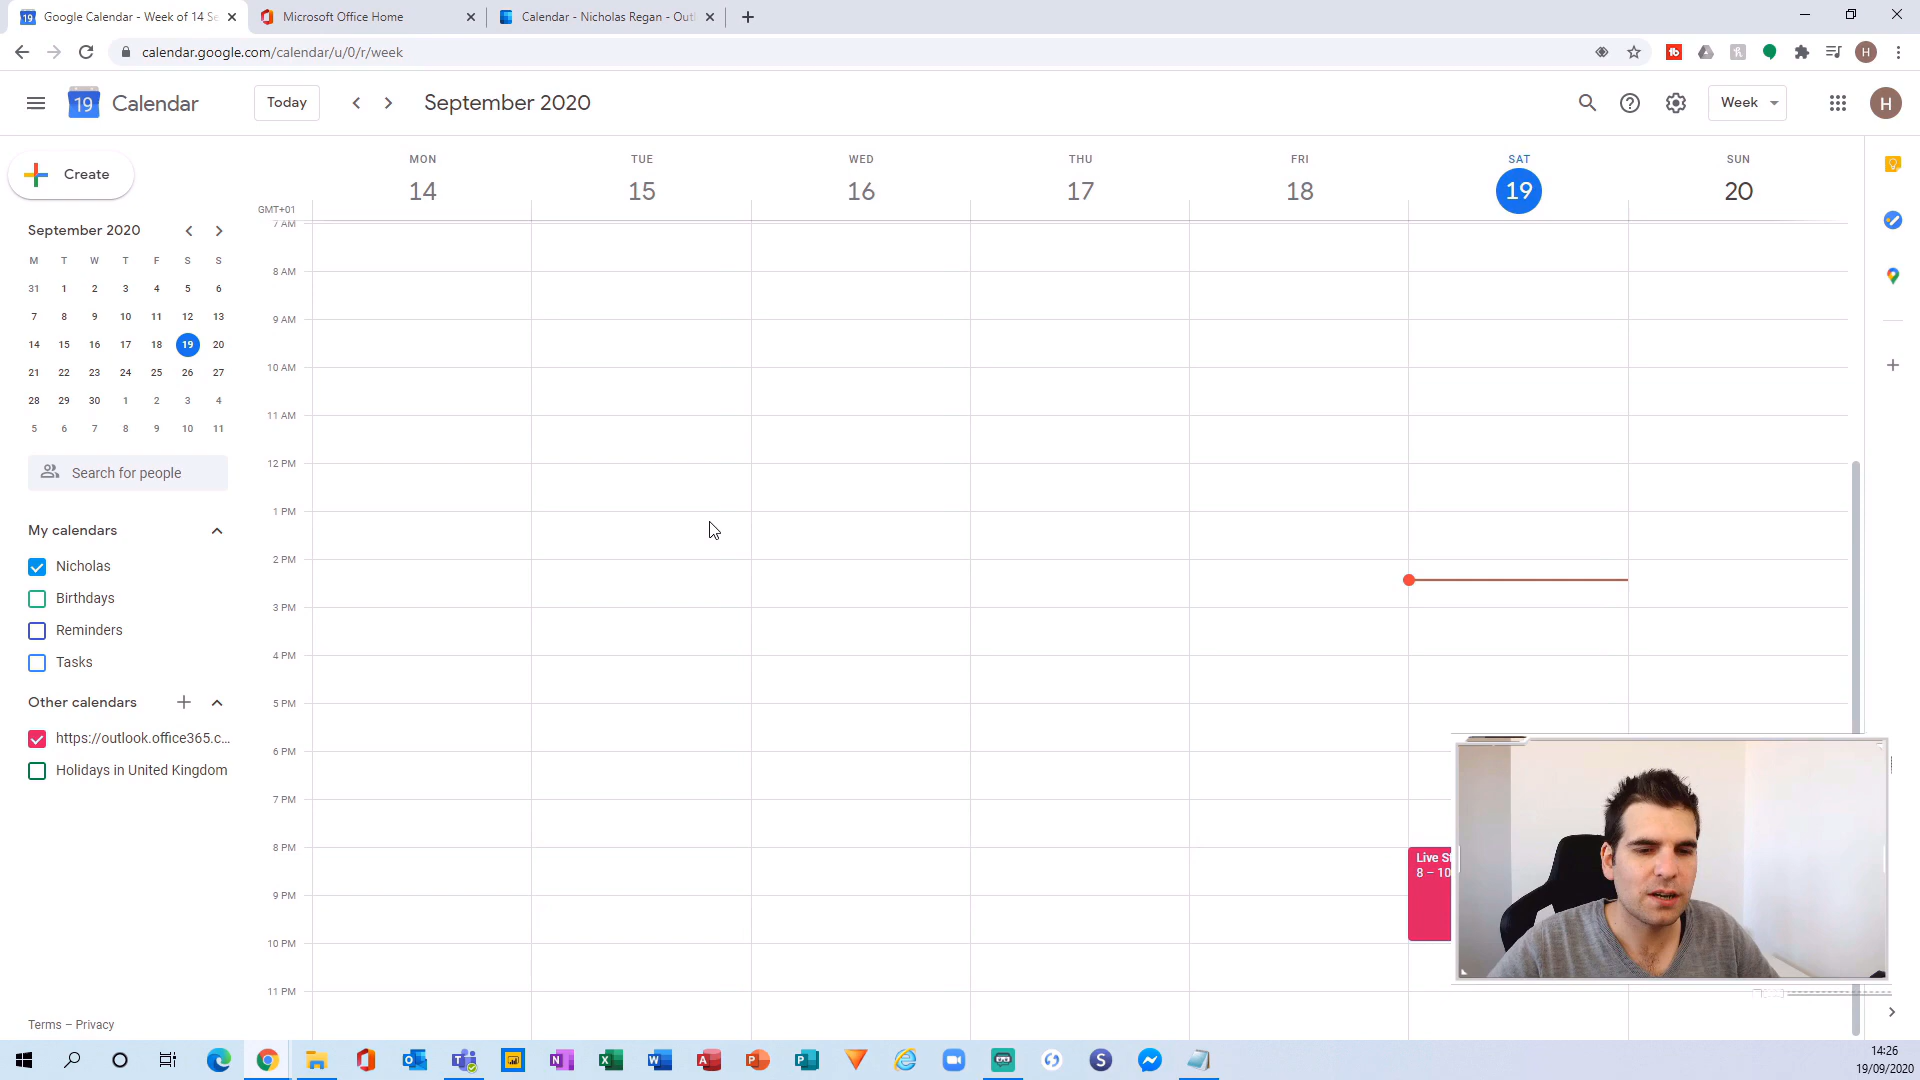 19 Google Calendar - Week of 14 Se
Microsoft Office Home
Calendar - Nicholas Regan - Outl
calendar.google.com/calendar/u/0/r/week
H
19 Calendar
Today
September 2020
Week
H
Create
MON TUE WED THU FRI SAT SUN
14 15 16 17 18 19 20
GMT+01
September 2020
M T W T F S S
31 1 2 3 4 5 6
7 8 9 10 11 12 13
14 15 16 17 18 19 20
21 22 23 24 25 26 27
28 29 30 1 2 3 4
5 6 7 8 9 10 11
Search for people
My calendars
Nicholas
Birthdays
Reminders
Tasks
Other calendars
https://outlook.office365.c...
Holidays in United Kingdom
Terms – Privacy
7 AM
8 AM
9 AM
10 AM
11 AM
12 PM
1 PM
2 PM
3 PM
4 PM
5 PM
6 PM
7 PM
8 PM
9 PM
10 PM
11 PM
Live St
8 – 10
14:26
19/09/2020